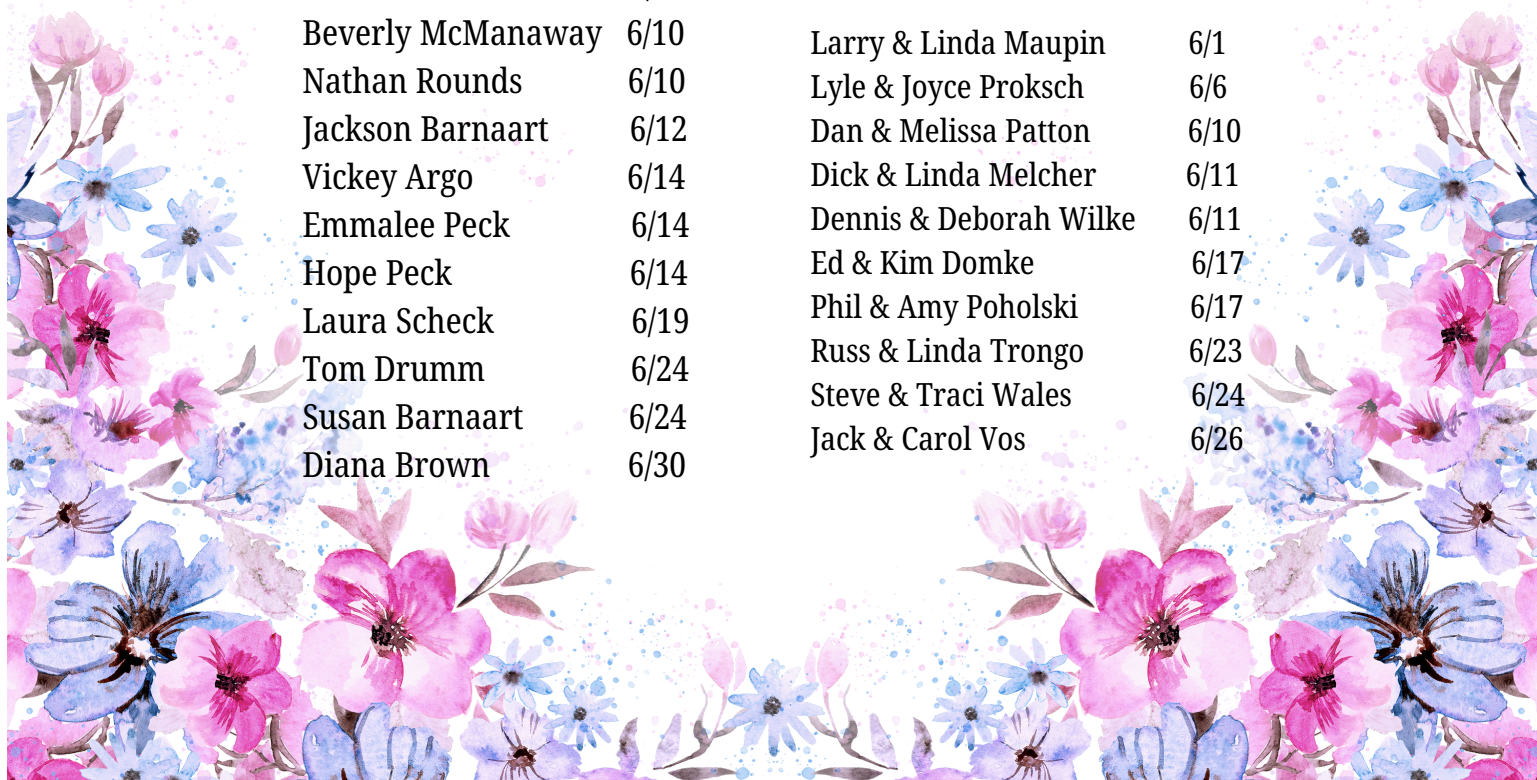 Beverly McManaway 6/10
Nathan Rounds 6/10
Jackson Barnaart 6/12
Vickey Argo 6/14
Emmalee Peck 6/14
Hope Peck 6/14
Laura Scheck 6/19
Tom Drumm 6/24
Susan Barnaart 6/24
Diana Brown 6/30
Larry & Linda Maupin 6/1
Lyle & Joyce Proksch 6/6
Dan & Melissa Patton 6/10
Dick & Linda Melcher 6/11
Dennis & Deborah Wilke 6/11
Ed & Kim Domke 6/17
Phil & Amy Poholski 6/17
Russ & Linda Trongo 6/23
Steve & Traci Wales 6/24
Jack & Carol Vos 6/26